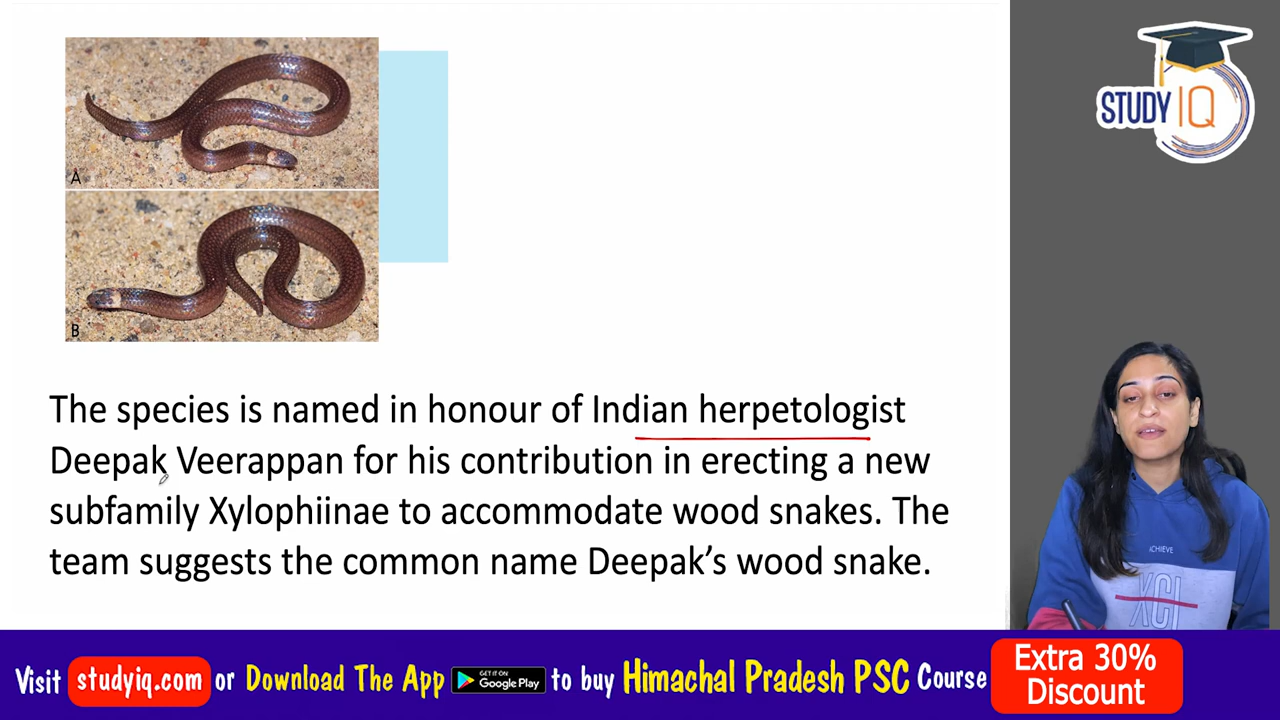 A
B
The species is named in honour of Indian herpetologist
Deepak Veerappan for his contribution in erecting a new
subfamily Xylophiinae to accommodate wood snakes. The
team suggests the common name Deepak’s wood snake.
STUDY IQ
ACHIEVE
XCI
Visit studyiq.com or Download The App GET IT ON Google Play to buy Himachal Pradesh PSC Course
Extra 30%
Discount